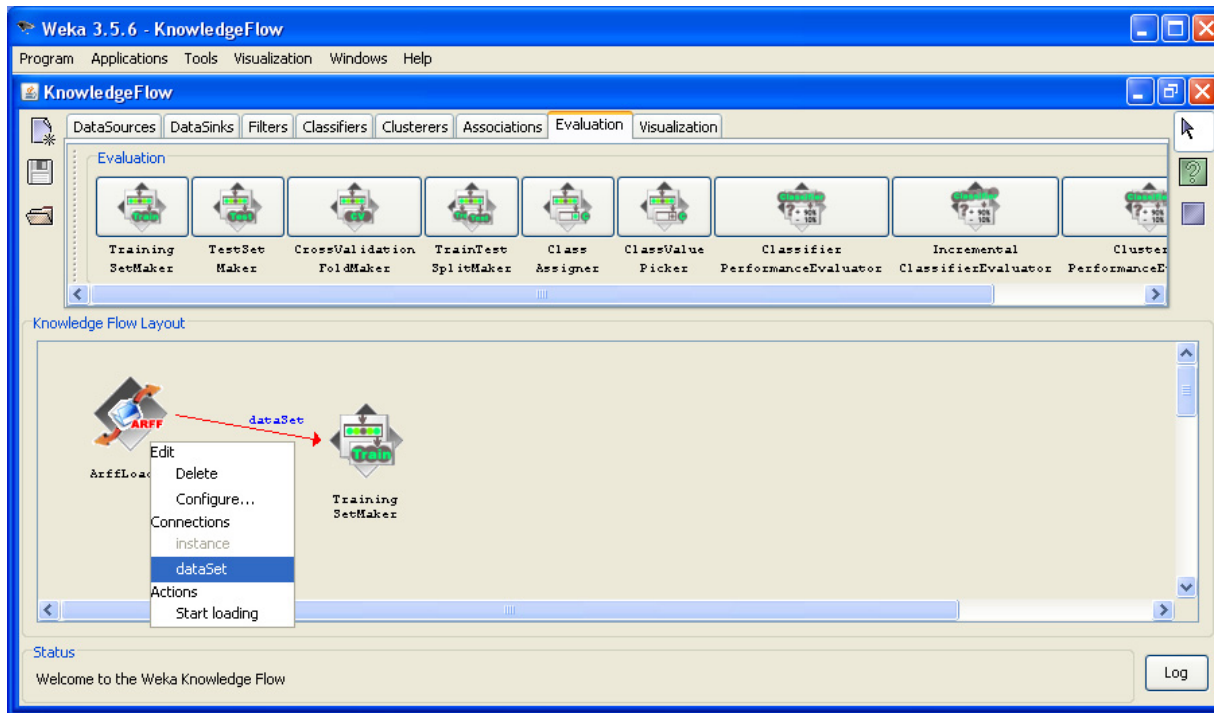 Weka 3.5.6 - KnowledgeFlow
Program Applications Tools Visualization Windows Help
KnowledgeFlow
DataSources DataSinks Filters Classifiers Clusterers Associations Evaluation Visualization
Evaluation
Training TestSet CrossValidation TrainTest Class ClassValue Classifier Incremental Cluster
SetMaker Maker FoldMaker SplitMaker Assigner Picker PerformanceEvaluator ClassifierEvaluator PerformanceE
Knowledge Flow Layout
ARFF
dataSet
Train
ArffLoad
Training
SetMaker
Edit
Delete
Configure...
Connections
instance
dataSet
Actions
Start loading
Status
Welcome to the Weka Knowledge Flow
Log